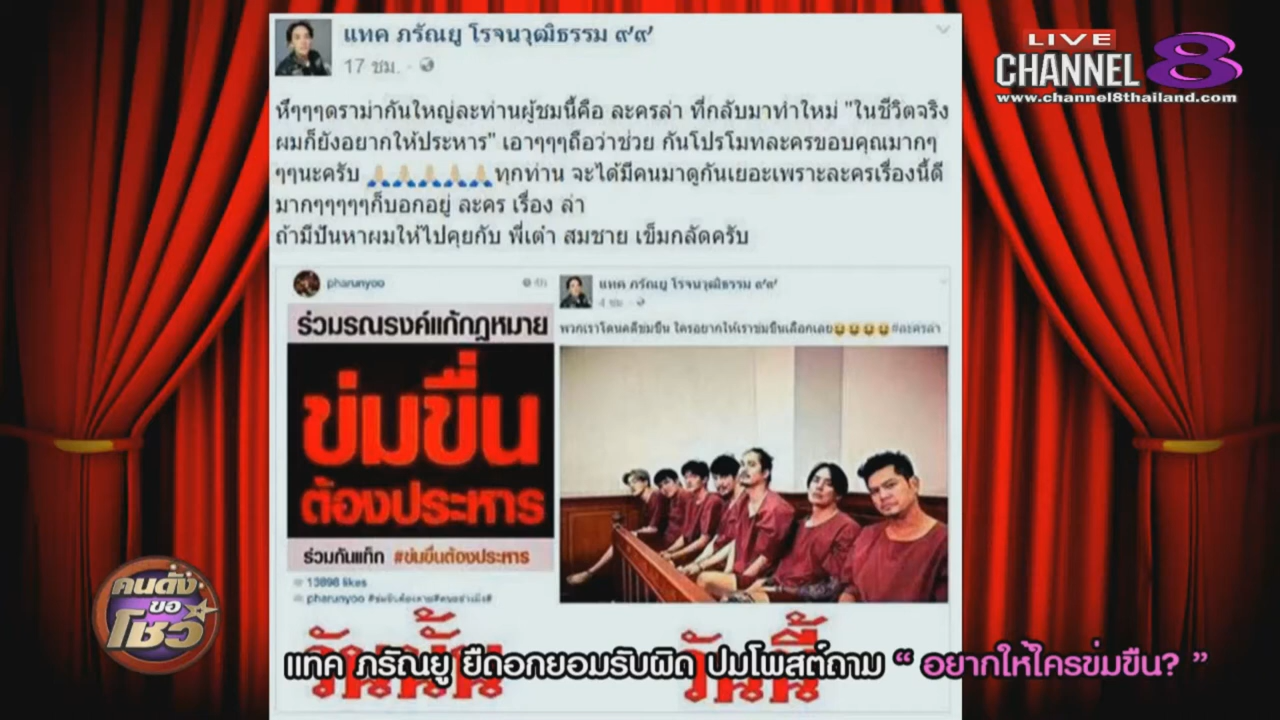 แทค ภรัณยู โรจนวุฒิธรรม ๙'๙'
17 ชม. ·
LIVE
CHANNEL 8
www.channel8thailand.com
หึๆๆๆดราม่ากันใหญ่ละท่านผู้ชมนี้คือ ละครล่า ที่กลับมาทำใหม่ "ในชีวิตจริง
ผมก็ยังอยากให้ประหาร" เอาๆๆๆถือว่าช่วย กันโปรโมทละครขอบคุณมากๆ
ๆๆนะครับ 🙏🙏🙏🙏🙏ทุกท่าน จะได้มีคนมาดูกันเยอะเพราะละครเรื่องนี้ดี
มากๆๆๆๆๆก็บอกอยู่ ละคร เรื่อง ล่า
ถ้ามีปันหาผมให้ไปคุยกับ พี่เต๋า สมชาย เข็มกลัดครับ
pharunyoo
ร่วมรณรงค์แก้กฎหมาย
ข่มขื่น
ต้องประหาร
ร่วมกันแท็ก #ข่มขื่นต้องประหาร
13898 likes
pharunyoo
แทค ภรัณยู โรจนวุฒิธรรม ๙'๙'
4 ชม ·
พวกเราโดนคดีข่มขืน ใครอยากให้เราข่มขืนเลือกเลย😆😆😆😆#ละครล่า
วันนั้น
วันนี้
คนดัง
ขอ
โชว์
แทค ภรัณยู ยืดอกยอมรับผิด ปมโพสต์ถาม “ อยากให้ใครข่มขืน? ”